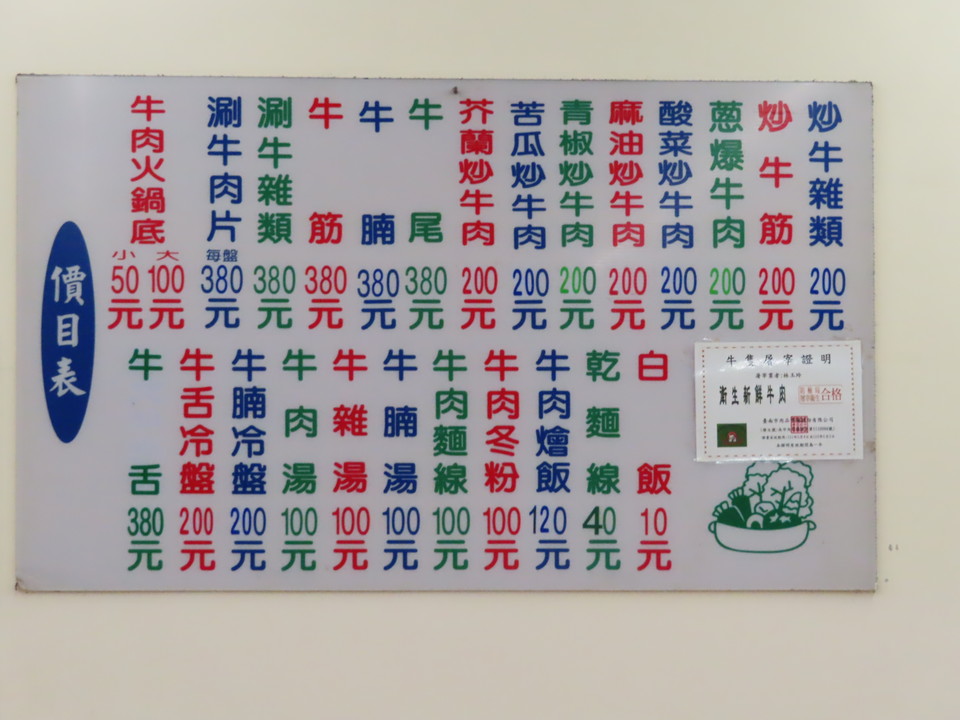 價目表
牛肉火鍋底 小 50元 大 100元
涮牛肉片 每盤 380元
涮牛雜類 380元
牛筋 380元
牛腩 380元
牛尾 380元
芥蘭炒牛肉 200元
苦瓜炒牛肉 200元
青椒炒牛肉 200元
麻油炒牛肉 200元
酸菜炒牛肉 200元
蔥爆牛肉 200元
炒牛筋 200元
炒牛雜類 200元
牛舌 380元
牛舌冷盤 200元
牛腩冷盤 200元
牛肉湯 100元
牛雜湯 100元
牛腩湯 100元
牛肉麵線 100元
牛肉冬粉 100元
牛肉燴飯 120元
乾麵線 40元
白飯 10元
牛隻屠宰證明
衛生新鮮牛肉
合格